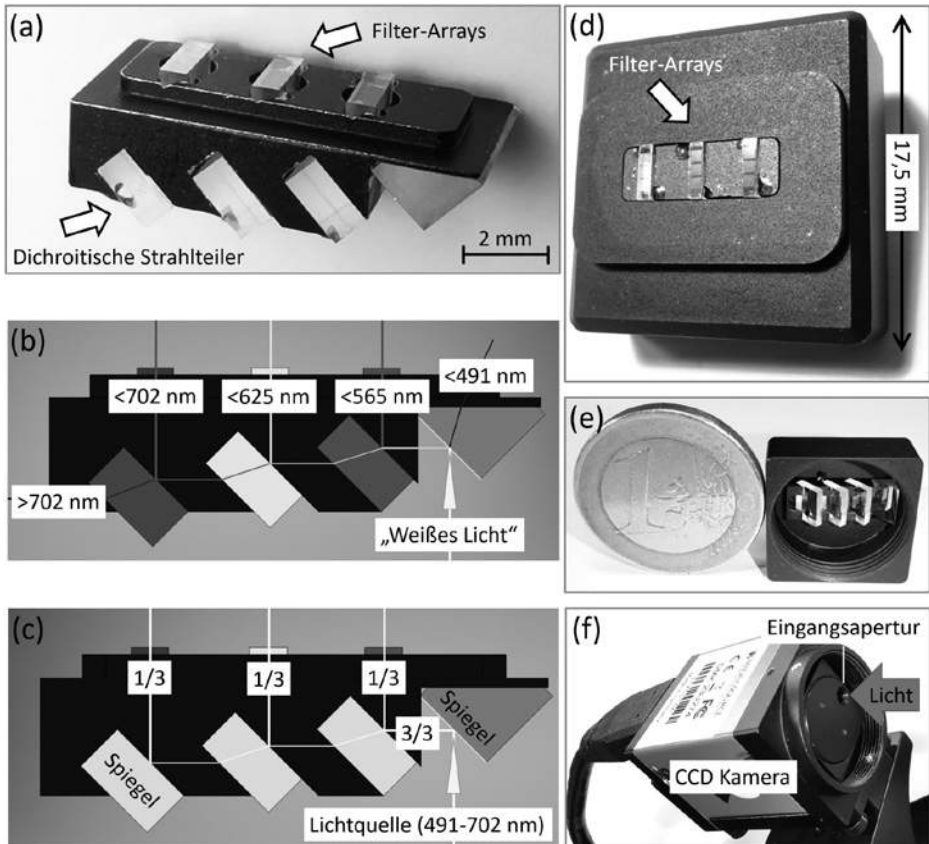 (a)
Filter-Arrays
Dichroitische Strahlteiler
2 mm
(b)
<702 nm
<625 nm
<565 nm
<491 nm
>702 nm
„Weißes Licht“
(c)
1/3
1/3
1/3
3/3
Spiegel
Spiegel
Lichtquelle (491-702 nm)
(d)
Filter-Arrays
17,5 mm
(e)
1
(f)
Eingangsapertur
Licht
CCD Kamera